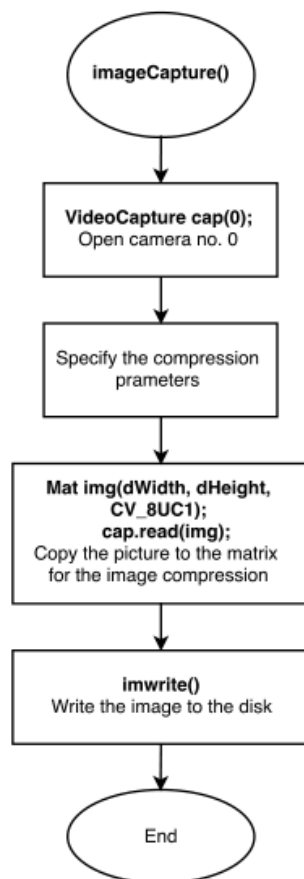 imageCapture()
VideoCapture cap(0);
Open camera no. 0
Specify the compression
prameters
Mat img(dWidth, dHeight,
CV_8UC1);
cap.read(img);
Copy the picture to the matrix
for the image compression
imwrite()
Write the image to the disk
End